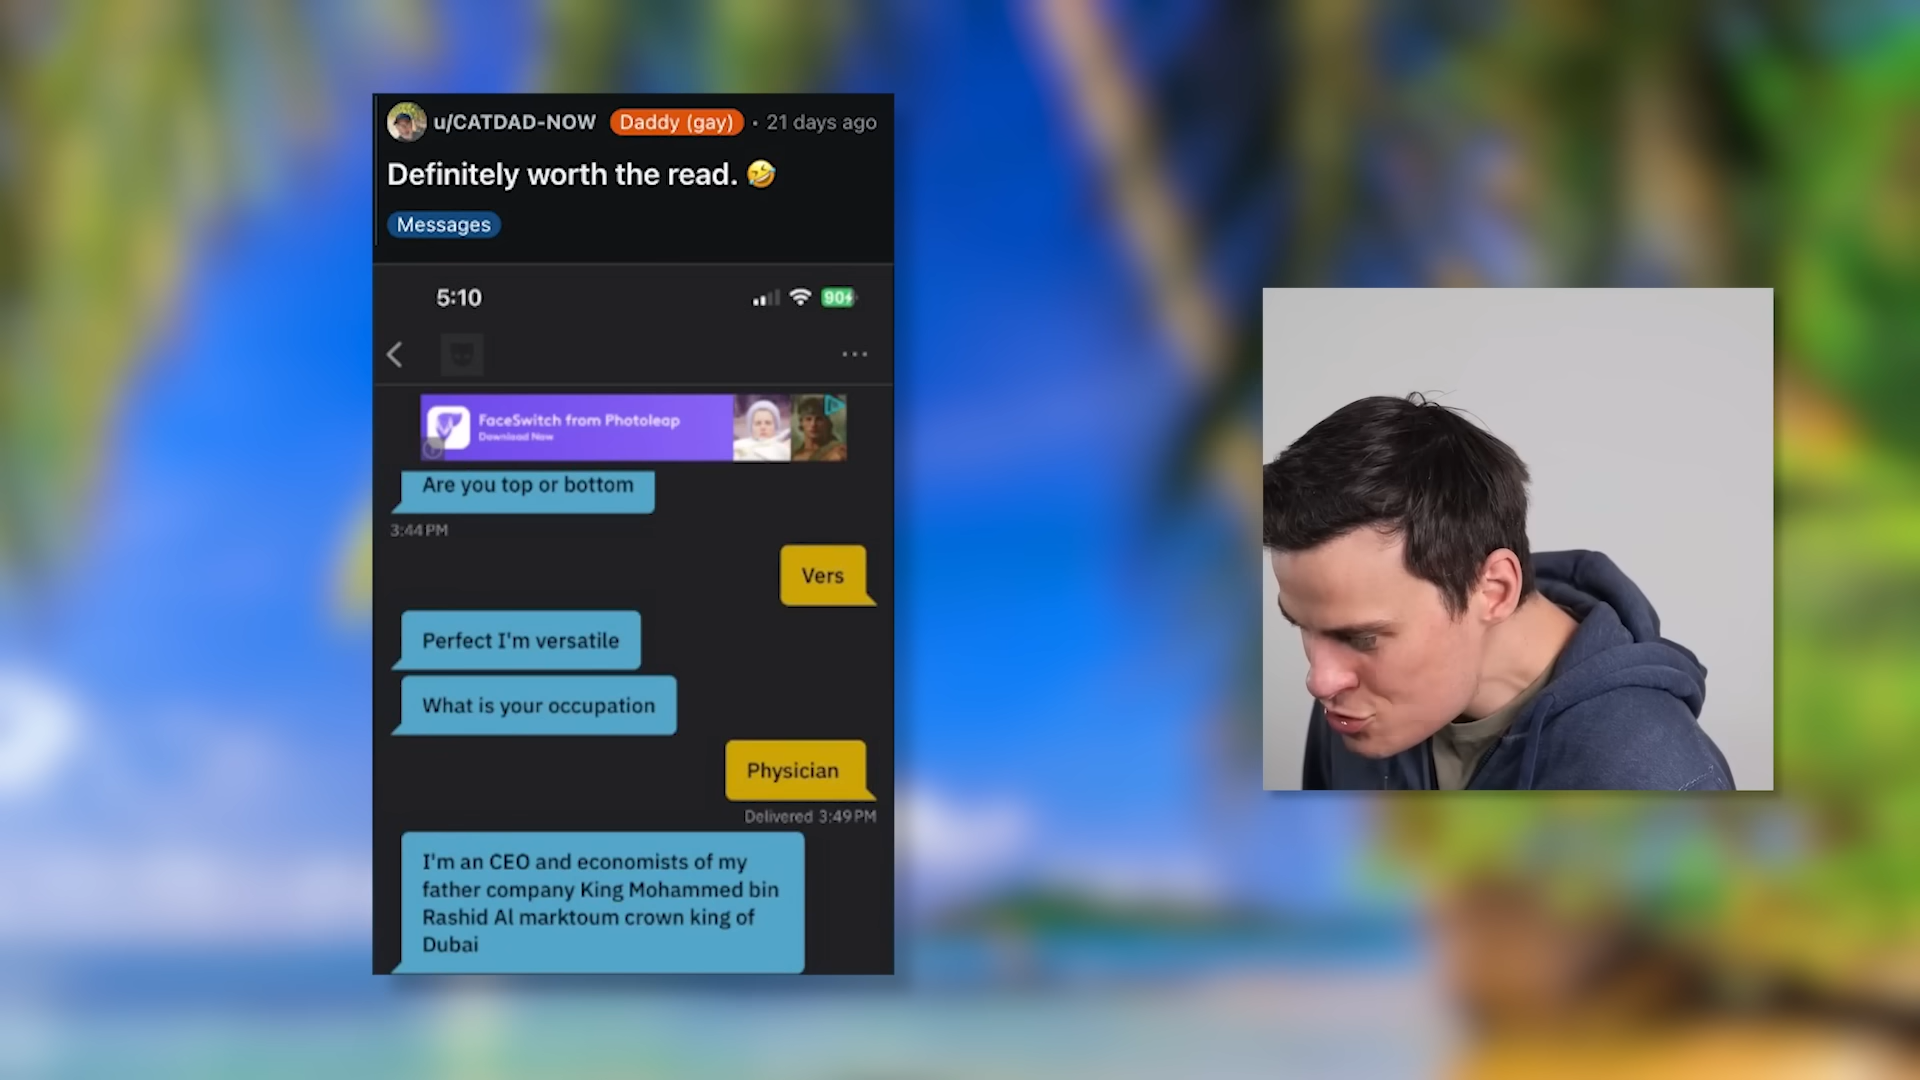 u/CATDAD-NOW Daddy (gay) · 21 days ago
Definitely worth the read. 🤣
Messages
5:10
90
FaceSwitch from Photoleap
Download Now
Are you top or bottom
3:44 PM
Vers
Perfect I'm versatile
What is your occupation
Physician
Delivered 3:49 PM
I'm an CEO and economists of my
father company King Mohammed bin
Rashid Al marktoum crown king of
Dubai